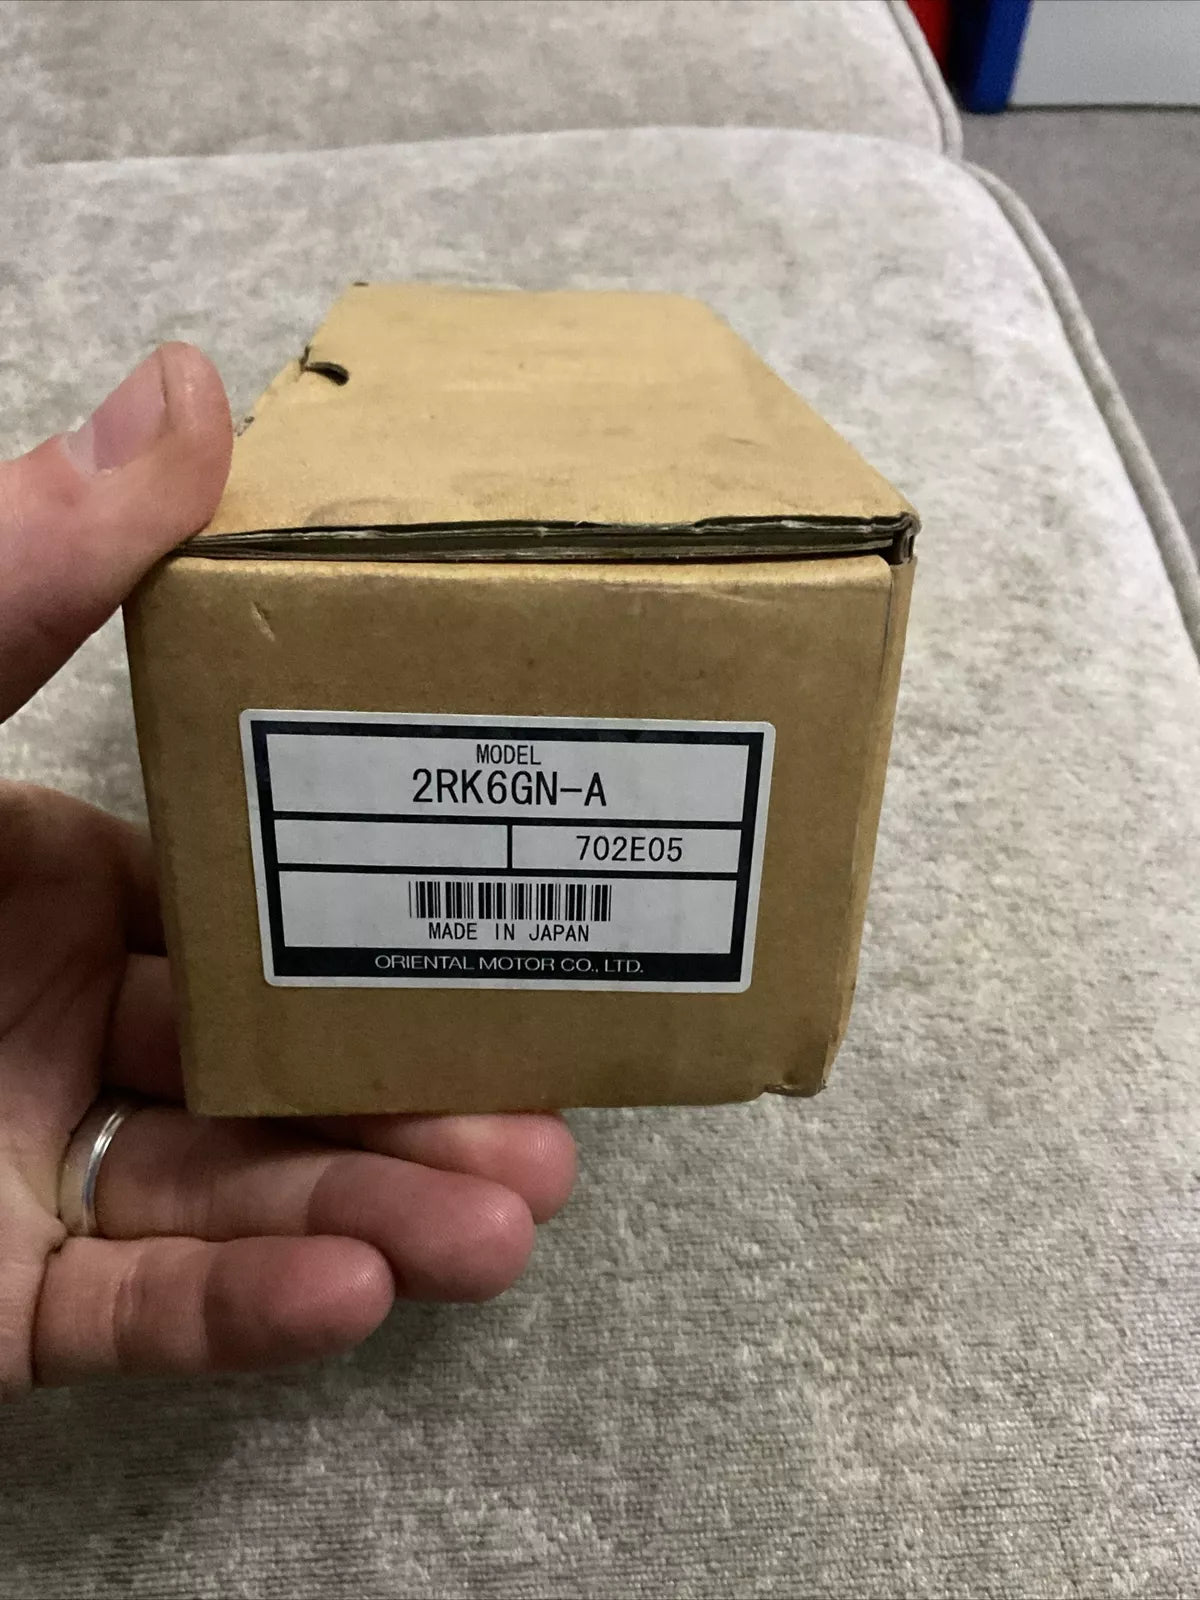 MODEL
2RK6GN-A
702E05
MADE IN JAPAN
ORIENTAL MOTOR CO., LTD.